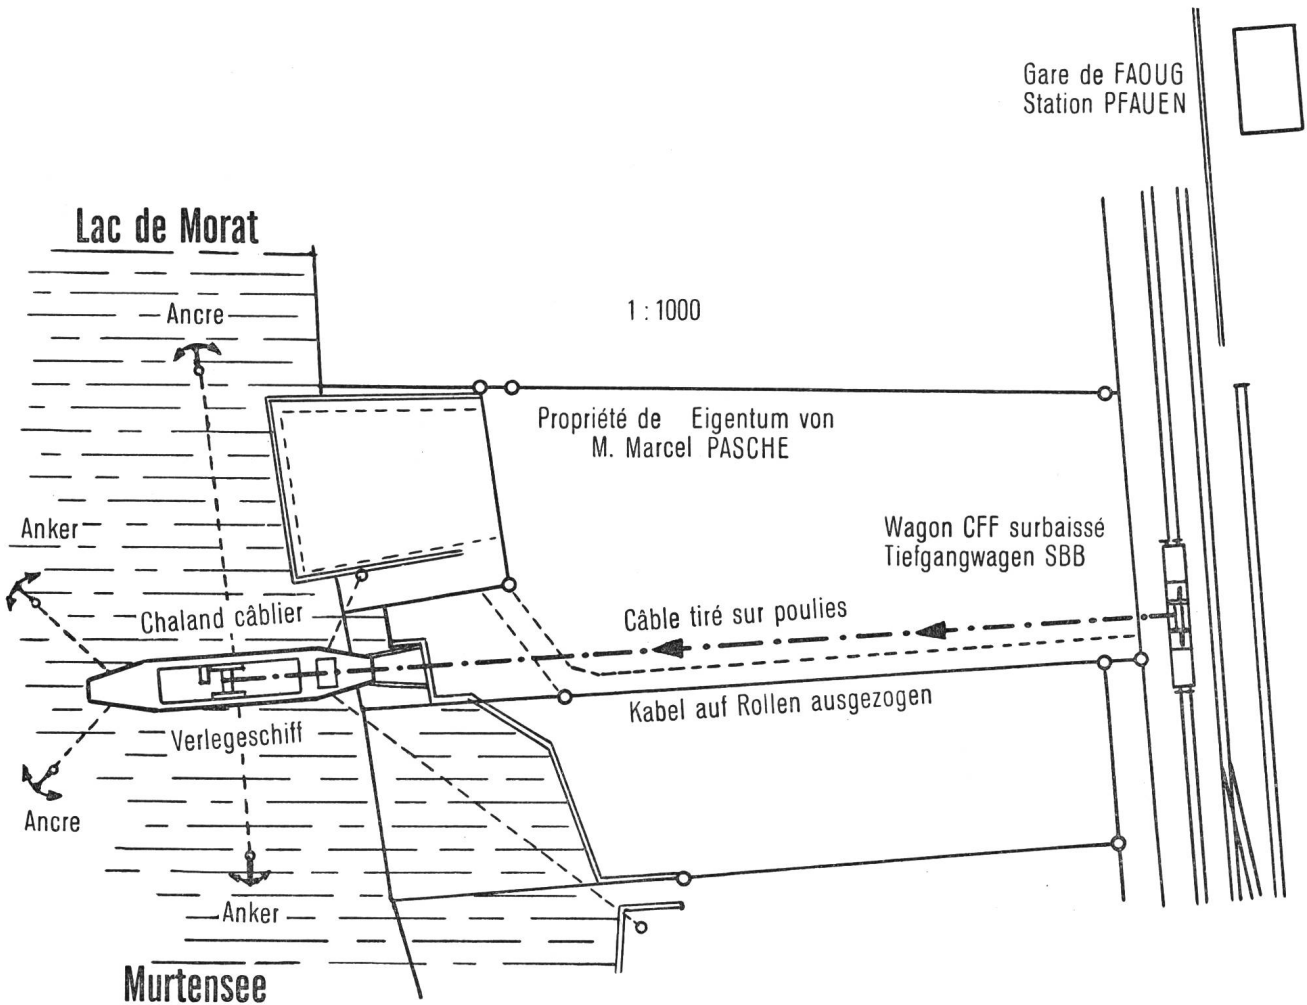 Gare de FAOUG
Station PFAUEN
Lac de Morat
1 : 1000
Ancre
Propriété de Eigentum von
M. Marcel PASCHE
Anker
Wagon CFF surbaissé
Tiefgangwagen SBB
Chaland câblier
Câble tiré sur poulies
Kabel auf Rollen ausgezogen
Verlegeschiff
Ancre
Anker
Murtensee